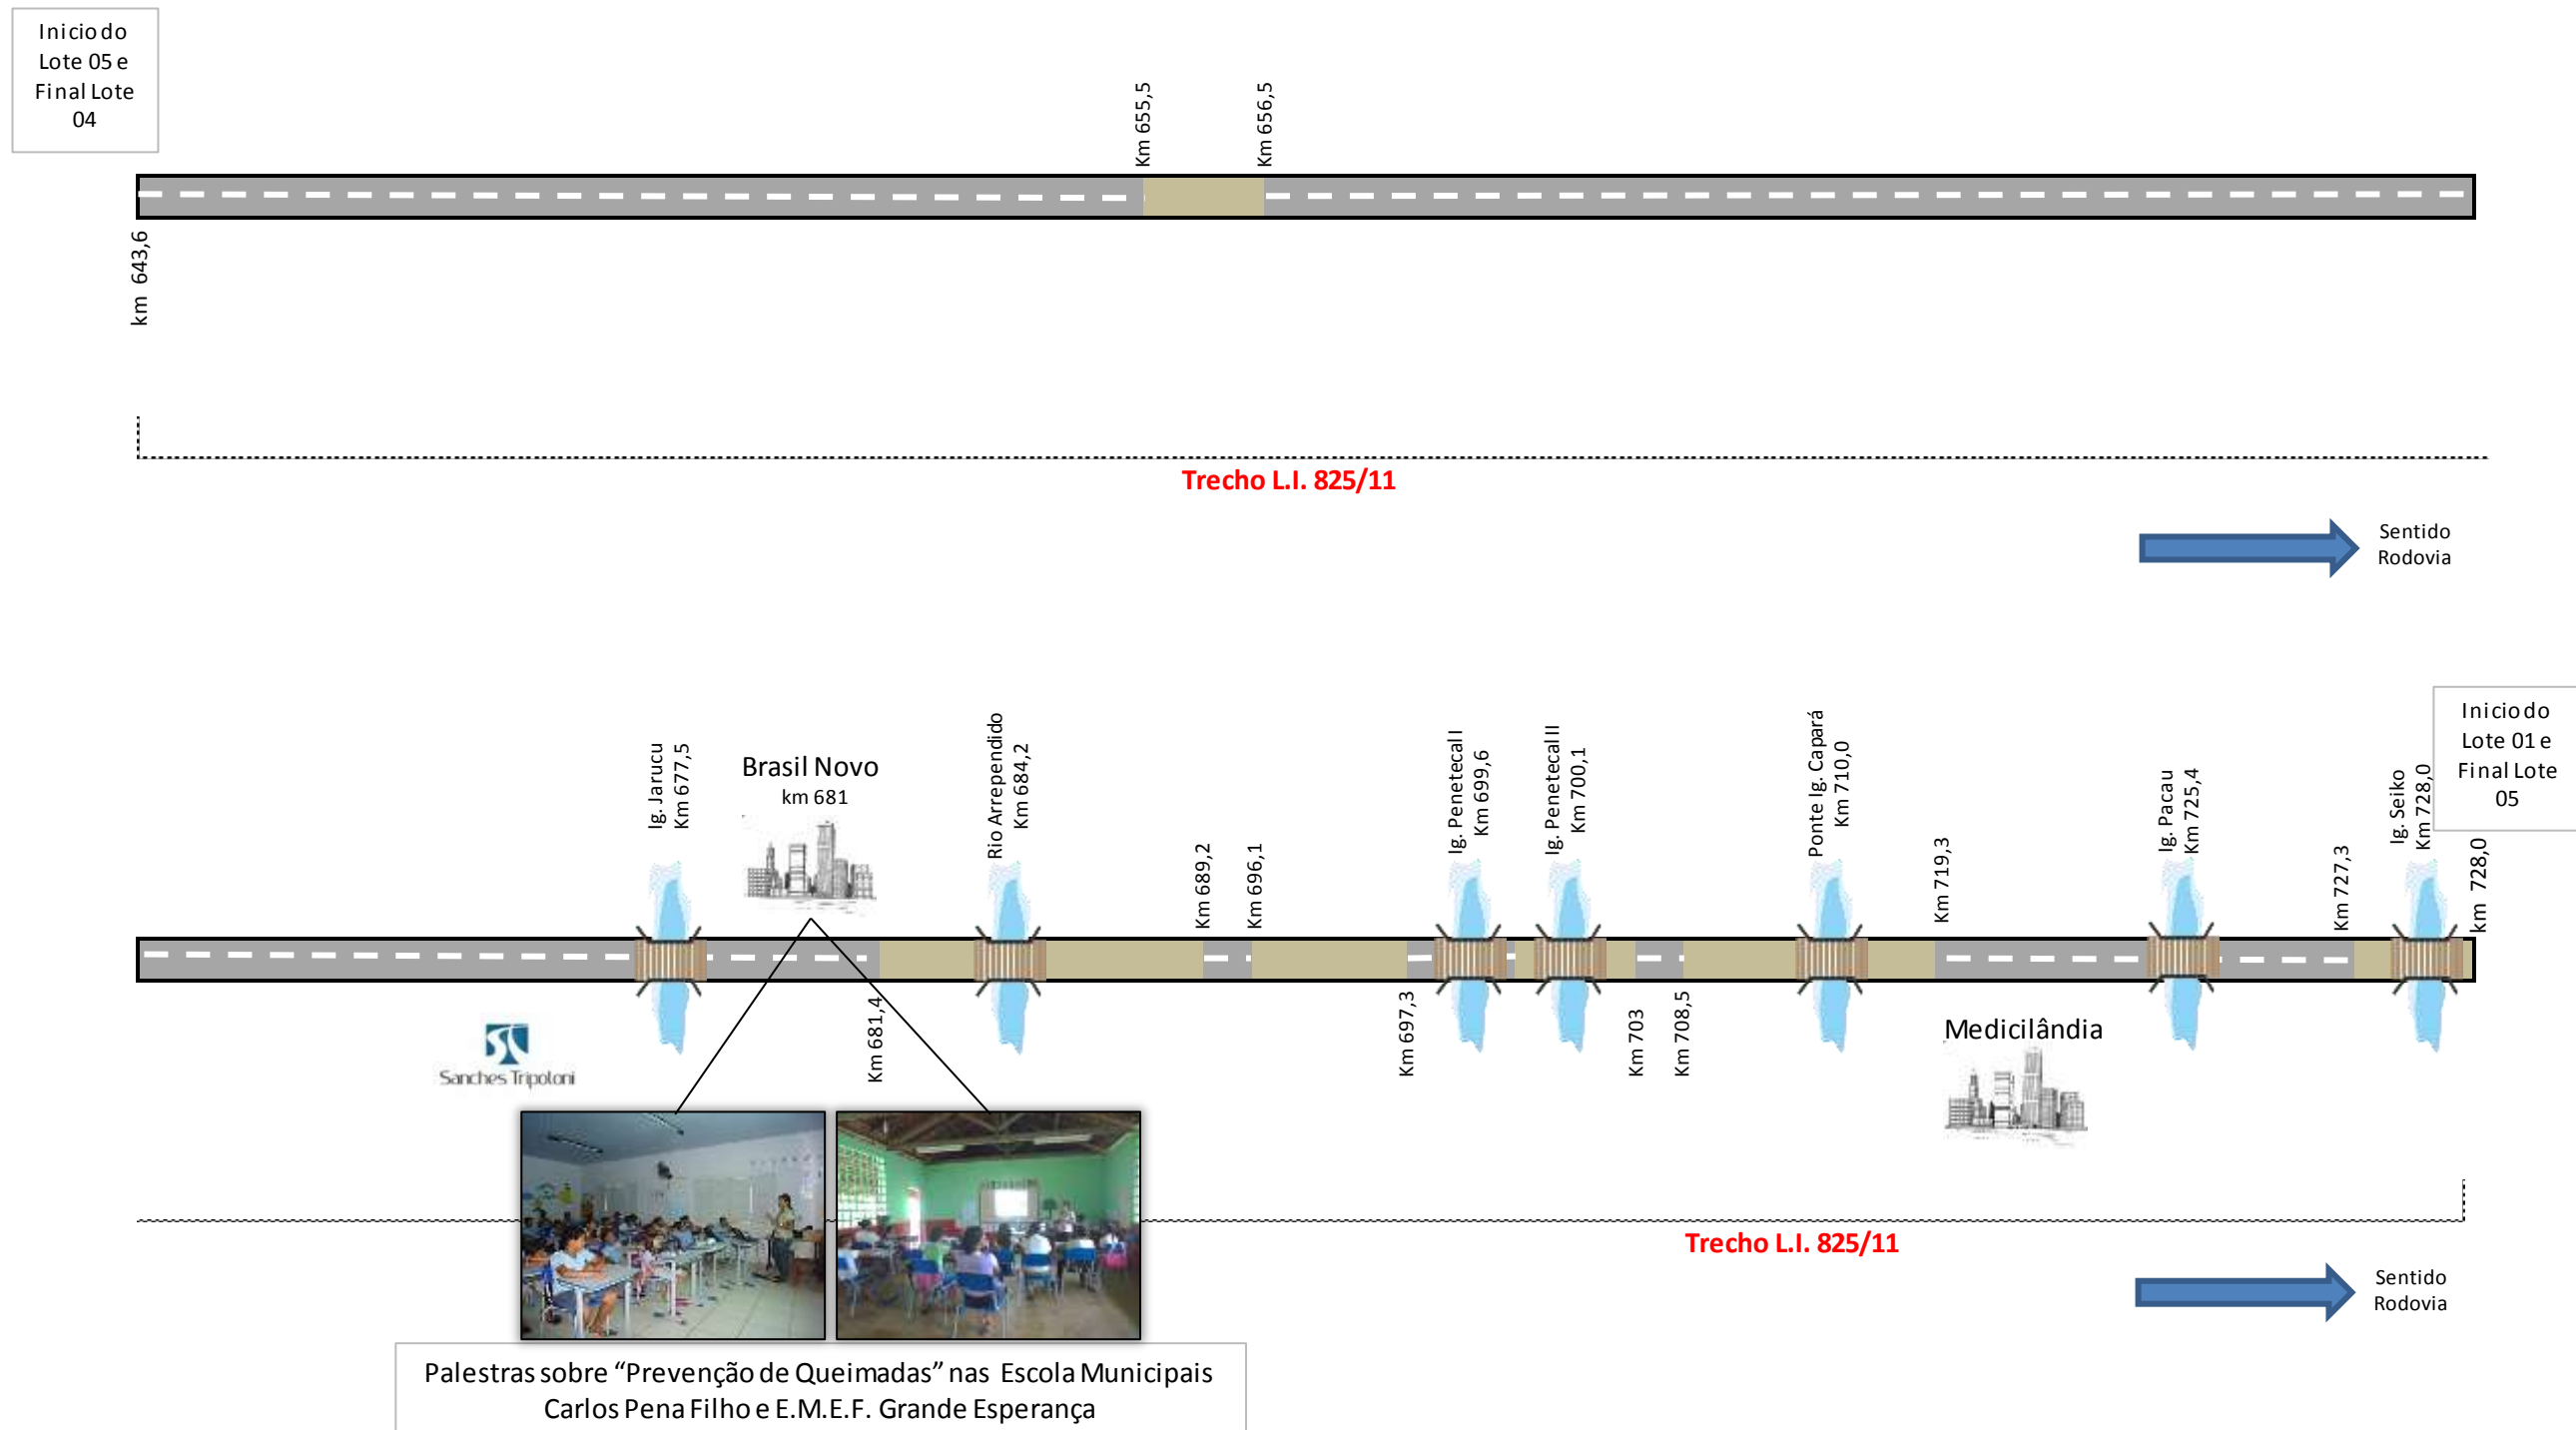 Inicio do
Lote 05 e
Final Lote
04
Km 655,5
Km 656,5
km 643,6
Trecho L.I. 825/11
Sentido
Rodovia
Inicio do
Lote 01 e
Final Lote
05
Ig. Jarucu
Km 677,5
Brasil Novo
km 681
Rio Arrependido
Km 684,2
Km 689,2
Km 696,1
Ig. Penetecal I
Km 699,6
Ig. Penetecal II
Km 700,1
Ponte Ig. Capará
Km 710,0
Km 719,3
Ig. Pacau
Km 725,4
Km 727,3
Ig. Seiko
Km 728,0
km 728,0
Km 681,4
Km 697,3
Km 703
Km 708,5
Sanches Tripoloni
Medicilândia
Trecho L.I. 825/11
Sentido
Rodovia
Palestras sobre “Prevenção de Queimadas” nas Escola Municipais
Carlos Pena Filho e E.M.E.F. Grande Esperança